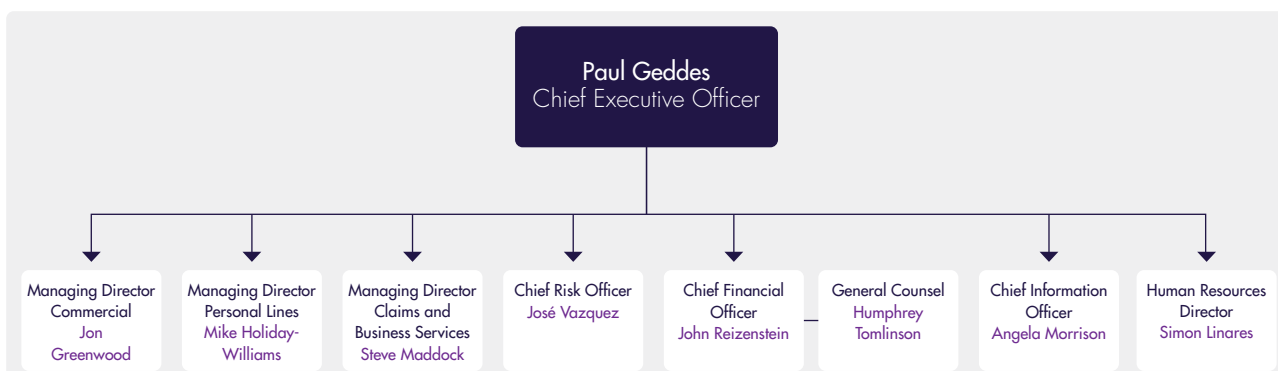 Paul Geddes
Chief Executive Officer
Managing Director
Commercial
Jon
Greenwood
Managing Director
Personal Lines
Mike Holiday-
Williams
Managing Director
Claims and
Business Services
Steve Maddock
Chief Risk Officer
José Vazquez
Chief Financial
Officer
John Reizenstein
General Counsel
Humphrey
Tomlinson
Chief Information
Officer
Angela Morrison
Human Resources
Director
Simon Linares